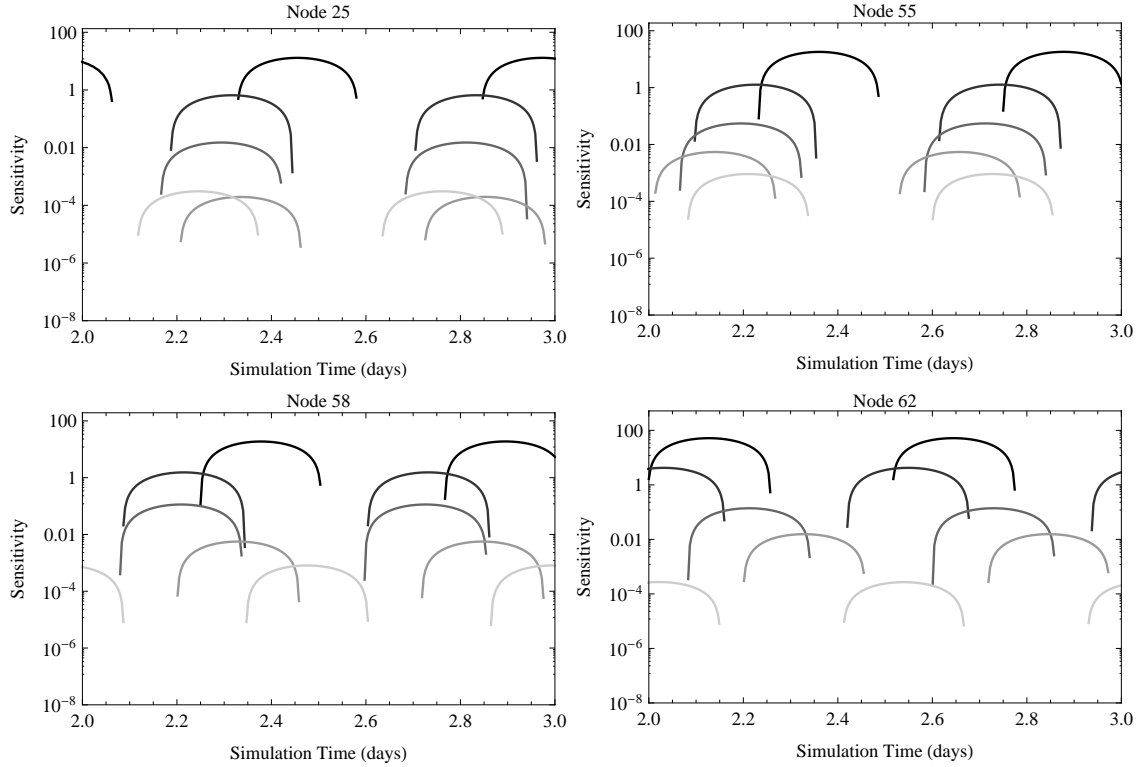 Node 25
Sensitivity
100
1
0.01
10⁻⁴
10⁻⁶
10⁻⁸
2.0 2.2 2.4 2.6 2.8 3.0
Simulation Time (days)
Node 55
Sensitivity
100
1
0.01
10⁻⁴
10⁻⁶
10⁻⁸
2.0 2.2 2.4 2.6 2.8 3.0
Simulation Time (days)
Node 58
Sensitivity
100
1
0.01
10⁻⁴
10⁻⁶
10⁻⁸
2.0 2.2 2.4 2.6 2.8 3.0
Simulation Time (days)
Node 62
Sensitivity
100
1
0.01
10⁻⁴
10⁻⁶
10⁻⁸
2.0 2.2 2.4 2.6 2.8 3.0
Simulation Time (days)